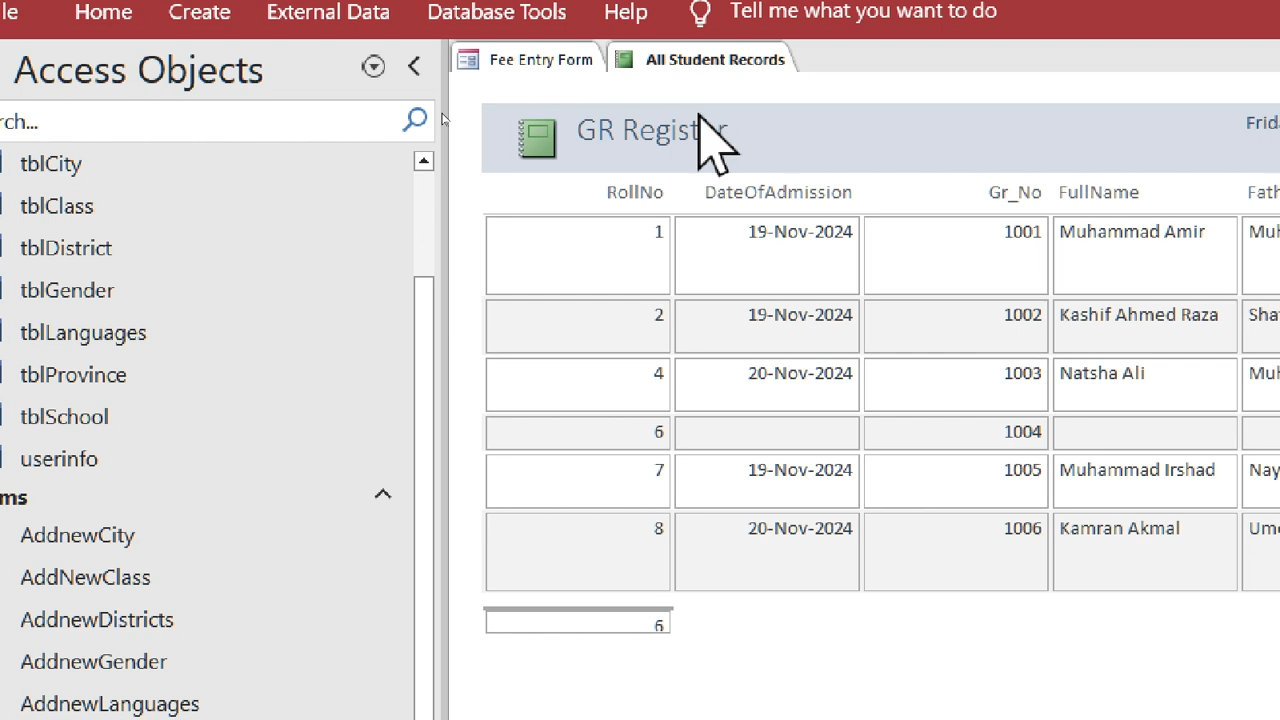 le Home Create External Data Database Tools Help Tell me what you want to do
Access Objects
rch...
tblCity
tblClass
tblDistrict
tblGender
tblLanguages
tblProvince
tblSchool
userinfo
ms
AddnewCity
AddNewClass
AddnewDistricts
AddnewGender
AddnewLanguages
Fee Entry Form All Student Records
GR Register Frid
RollNo DateOfAdmission Gr_No FullName Fath
1 19-Nov-2024 1001 Muhammad Amir Muh
2 19-Nov-2024 1002 Kashif Ahmed Raza Sha
4 20-Nov-2024 1003 Natsha Ali Muh
6 1004
7 19-Nov-2024 1005 Muhammad Irshad Nay
8 20-Nov-2024 1006 Kamran Akmal Ume
6